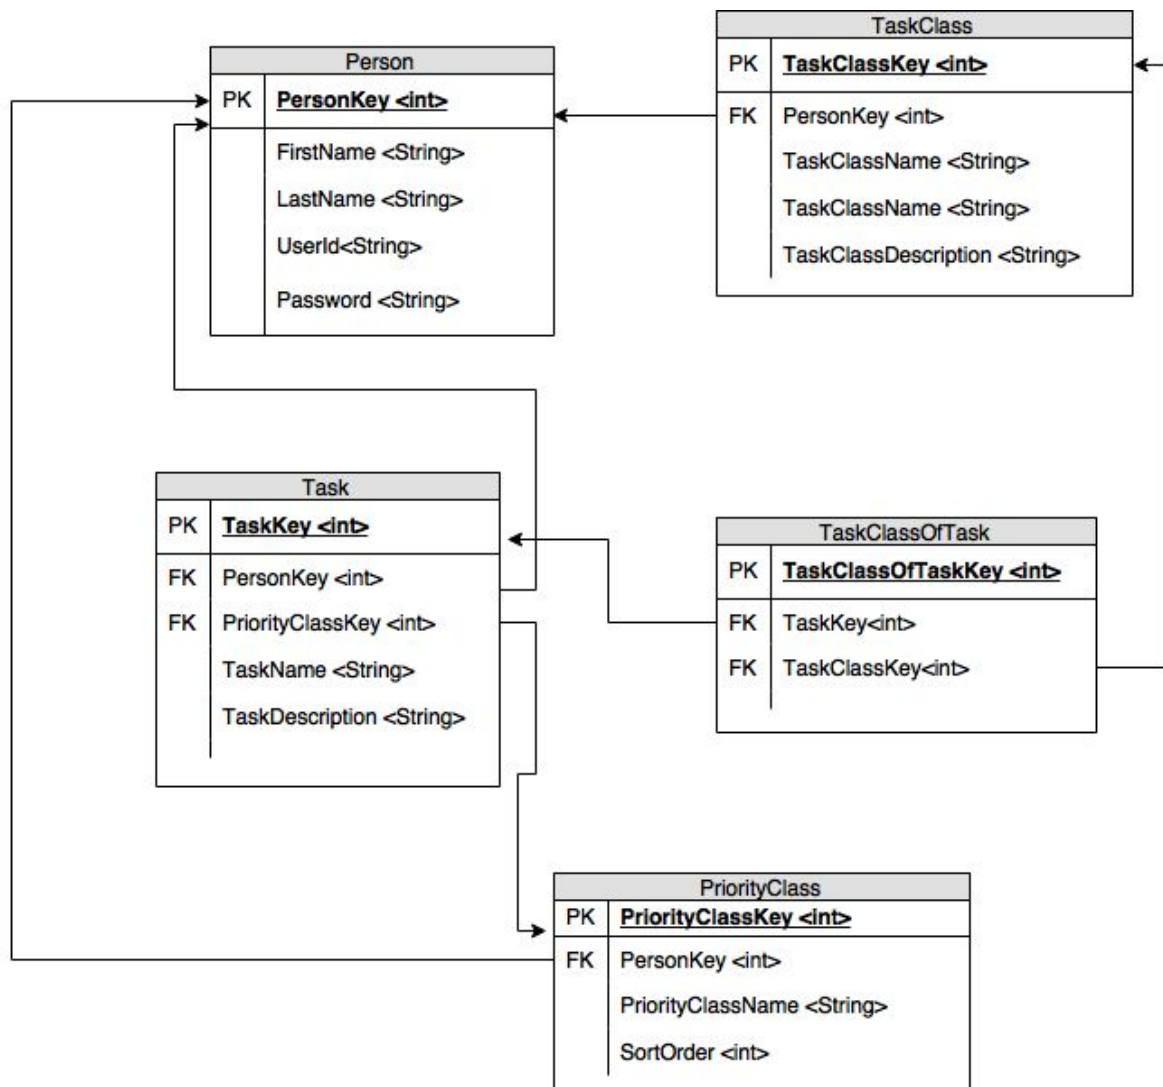 Person
PK PersonKey <int>
FirstName <String>
LastName <String>
UserId<String>
Password <String>
TaskClass
PK TaskClassKey <int>
FK PersonKey <int>
TaskClassName <String>
TaskClassName <String>
TaskClassDescription <String>
Task
PK TaskKey <int>
FK PersonKey <int>
FK PriorityClassKey <int>
TaskName <String>
TaskDescription <String>
TaskClassOfTask
PK TaskClassOfTaskKey <int>
FK TaskKey<int>
FK TaskClassKey<int>
PriorityClass
PK PriorityClassKey <int>
FK PersonKey <int>
PriorityClassName <String>
SortOrder <int>